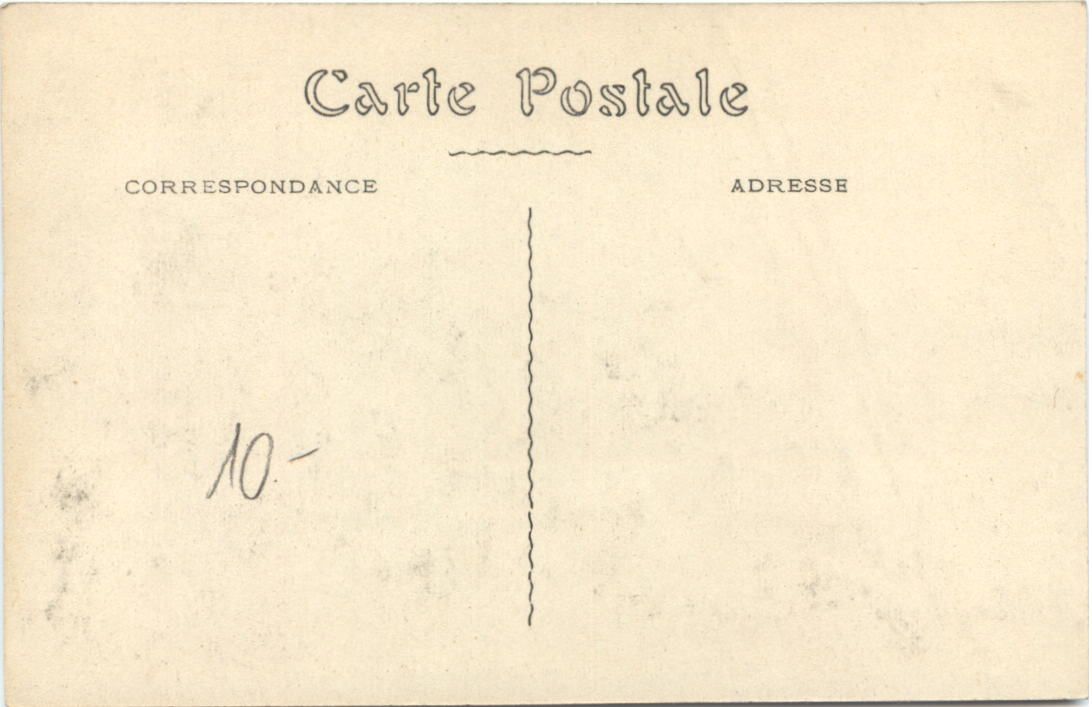 Carte Postale
CORRESPONDANCE
ADRESSE
10.-